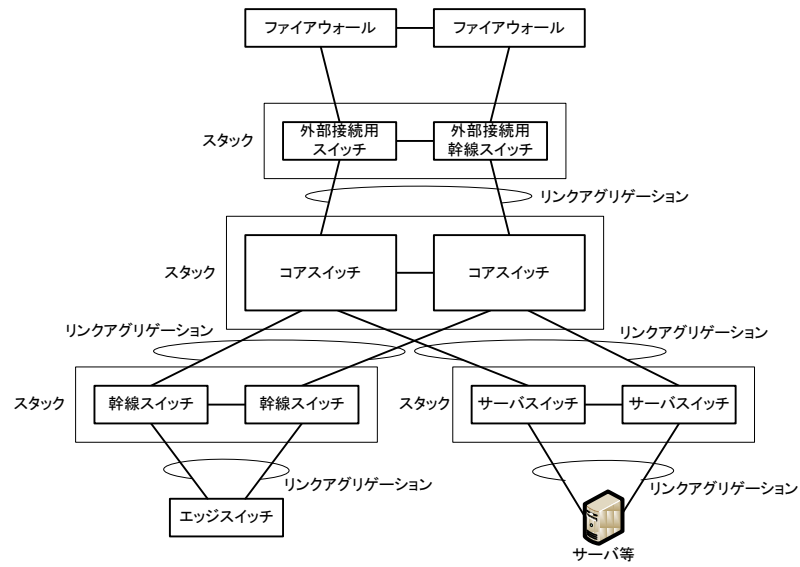 ファイアウォール
ファイアウォール
スタック
外部接続用
スイッチ
外部接続用
幹線スイッチ
リンクアグリゲーション
スタック
コアスイッチ
コアスイッチ
リンクアグリゲーション
リンクアグリゲーション
スタック
幹線スイッチ
幹線スイッチ
スタック
サーバスイッチ
サーバスイッチ
リンクアグリゲーション
リンクアグリゲーション
エッジスイッチ
サーバ等